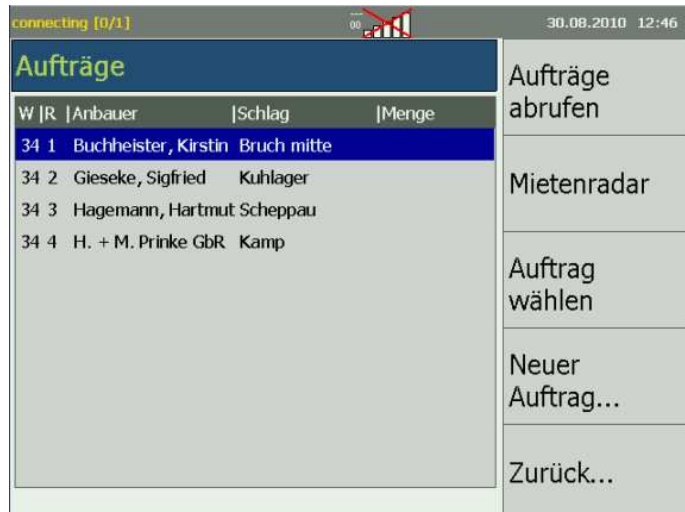 connecting [0/1]
00
30.08.2010 12:46
Aufträge
W |R |Anbauer |Schlag |Menge
34 1 Buchheister, Kirstin Bruch mitte
34 2 Gieseke, Sigfried Kuhlager
34 3 Hagemann, Hartmut Scheppau
34 4 H. + M. Prinke GbR Kamp
Aufträge
abrufen
Mietenradar
Auftrag
wählen
Neuer
Auftrag...
Zurück...